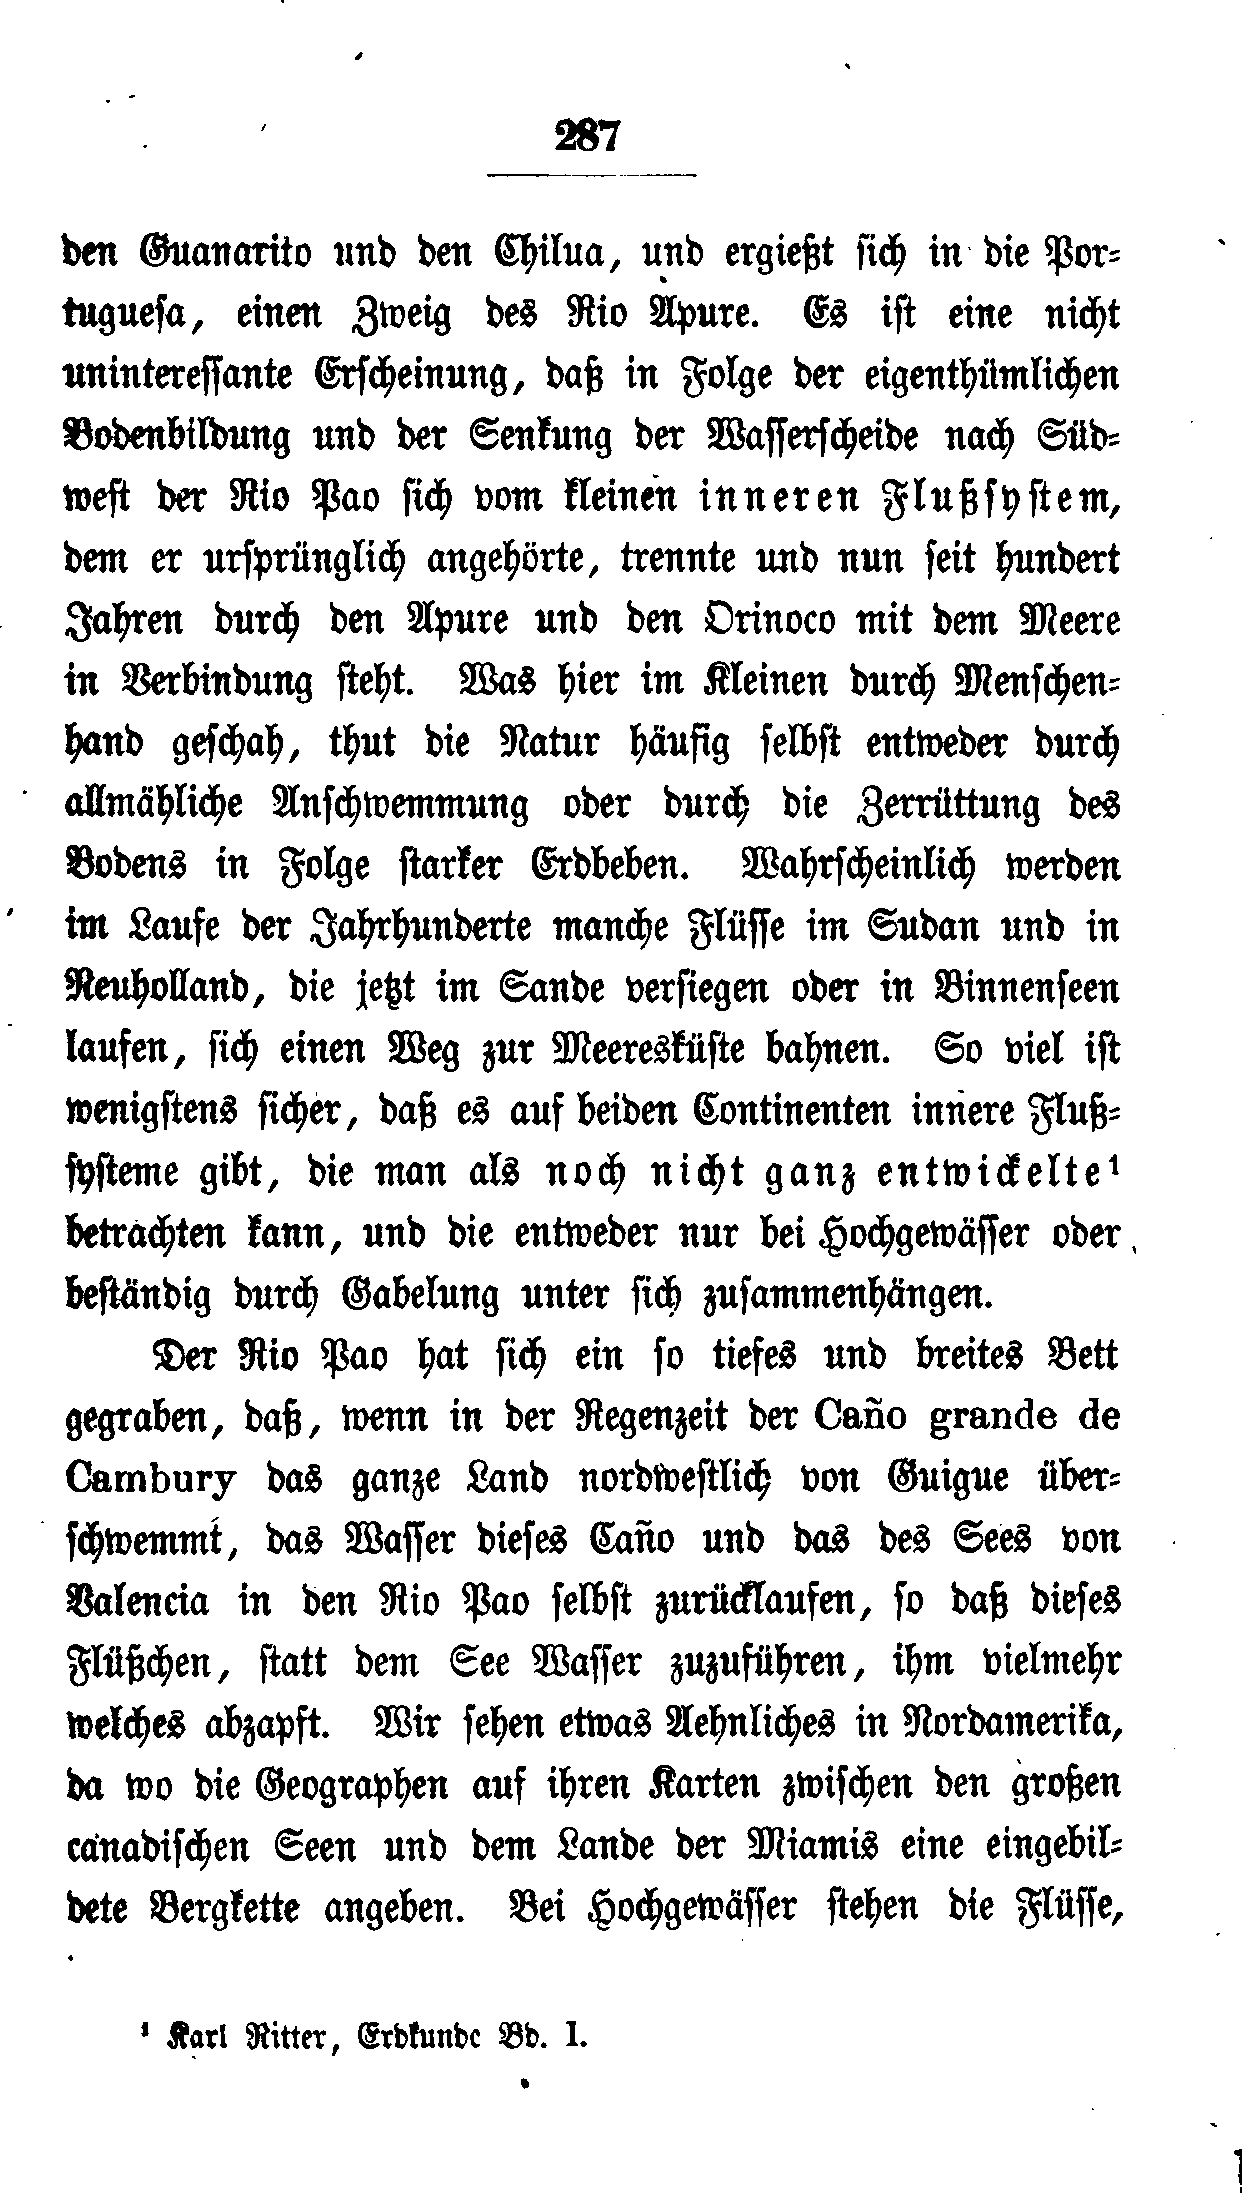 287
den Guanarito und den Chilua, und ergießt sich in die Por-
tuguesa, einen Zweig des Rio Apure. Es ist eine nicht
uninteressante Erscheinung, daß in Folge der eigenthümlichen
Bodenbildung und der Senkung der Wasserscheide nach Süd-
west der Rio Pao sich vom kleinen inneren Flußsystem,
dem er ursprünglich angehörte, trennte und nun seit hundert
Jahren durch den Apure und den Orinoco mit dem Meere
in Verbindung steht. Was hier im Kleinen durch Menschen-
hand geschah, thut die Natur häufig selbst entweder durch
allmähliche Anschwemmung oder durch die Zerrüttung des
Bodens in Folge starker Erdbeben. Wahrscheinlich werden
im Laufe der Jahrhunderte manche Flüsse im Sudan und in
Neuholland, die jetzt im Sande versiegen oder in Binnenseen
laufen, sich einen Weg zur Meeresküste bahnen. So viel ist
wenigstens sicher, daß es auf beiden Continenten innere Fluß-
systeme gibt, die man als noch nicht ganz entwickelte¹
betrachten kann, und die entweder nur bei Hochgewässer oder
beständig durch Gabelung unter sich zusammenhängen.
Der Rio Pao hat sich ein so tiefes und breites Bett
gegraben, daß, wenn in der Regenzeit der Caño grande de
Cambury das ganze Land nordwestlich von Guigue über-
schwemmt, das Wasser dieses Caño und das des Sees von
Valencia in den Rio Pao selbst zurücklaufen, so daß dieses
Flüßchen, statt dem See Wasser zuzuführen, ihm vielmehr
welches abzapft. Wir sehen etwas Aehnliches in Nordamerika,
da wo die Geographen auf ihren Karten zwischen den großen
canadischen Seen und dem Lande der Miamis eine eingebil-
dete Bergkette angeben. Bei Hochgewässer stehen die Flüsse,
¹ Karl Ritter, Erdkunde Bd. I.